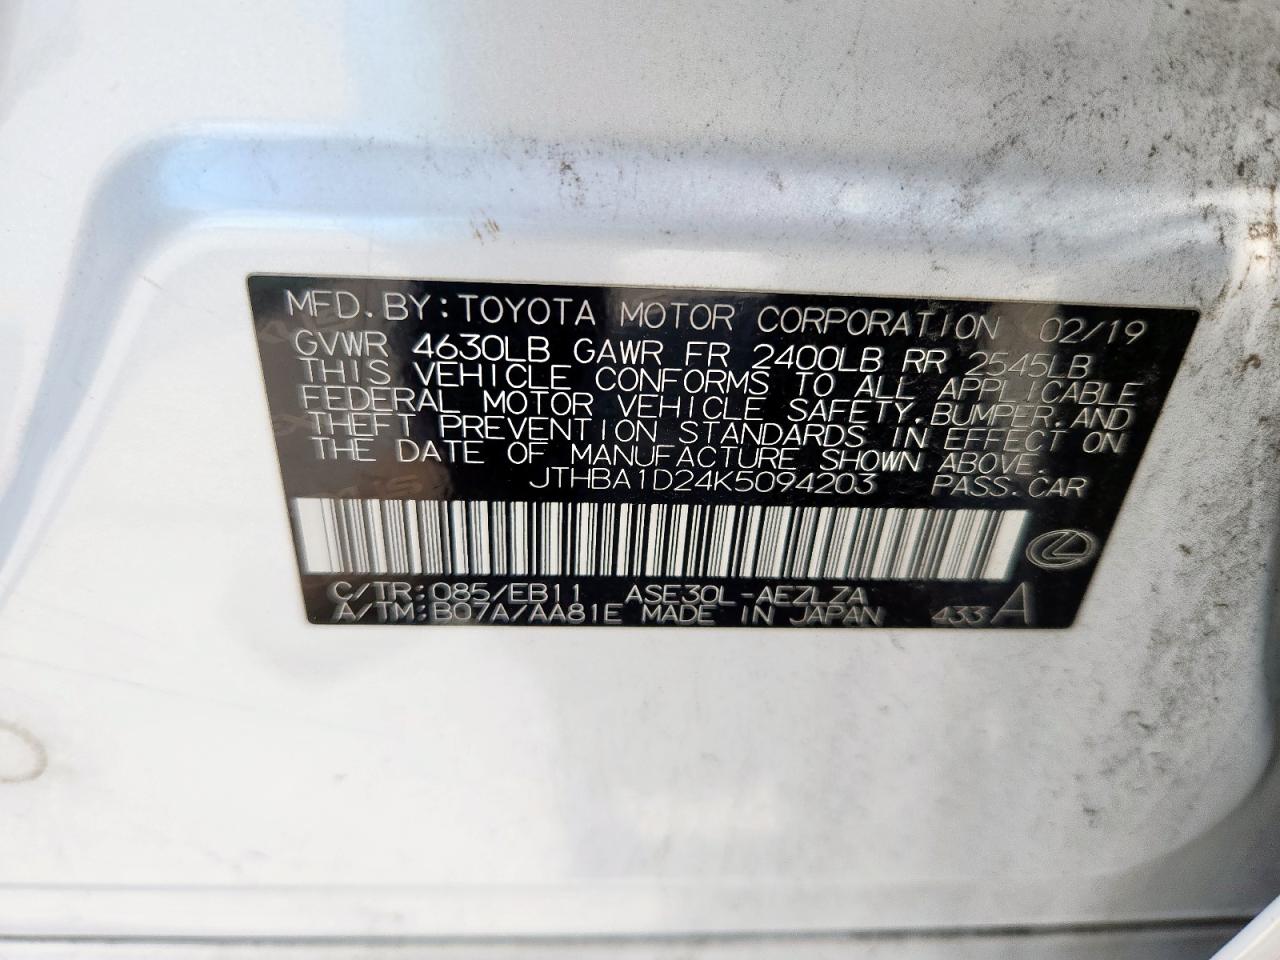 MFD.BY:TOYOTA MOTOR CORPORATION 02/19
GVWR 4630LB GAWR FR 2400LB RR 2545LB
THIS VEHICLE CONFORMS TO ALL APPLICABLE
FEDERAL MOTOR VEHICLE SAFETY.BUMPER.AND
THEFT PREVENTION STANDARDS IN EFFECT ON
THE DATE OF MANUFACTURE SHOWN ABOVE.
JTHBA1D24K5094203 PASS.CAR
C/TR:085/EB11 ASE30L-AEZLZA
A/TM:B07A/AA81E MADE IN JAPAN 433 A